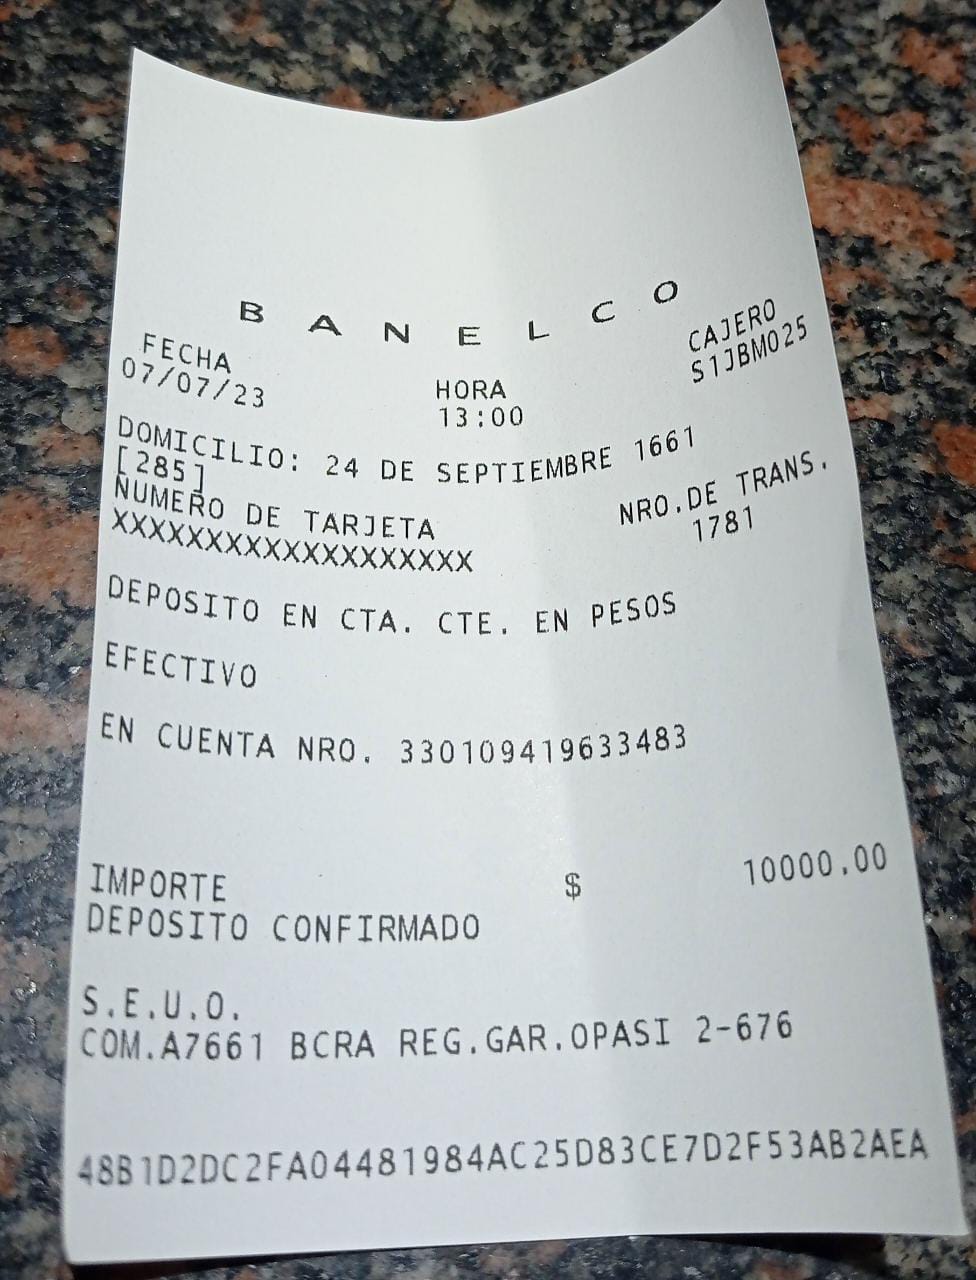 B A N E L C O
FECHA HORA CAJERO
07/07/23 13:00 S1JBM025
DOMICILIO: 24 DE SEPTIEMBRE 1661
[285]
NUMERO DE TARJETA NRO.DE TRANS.
XXXXXXXXXXXXXXXXXXX 1781
DEPOSITO EN CTA. CTE. EN PESOS
EFECTIVO
EN CUENTA NRO. 330109419633483
IMPORTE $ 10000.00
DEPOSITO CONFIRMADO
S.E.U.O.
COM.A7661 BCRA REG.GAR.OPASI 2-676
48B1D2DC2FA04481984AC25D83CE7D2F53AB2AEA